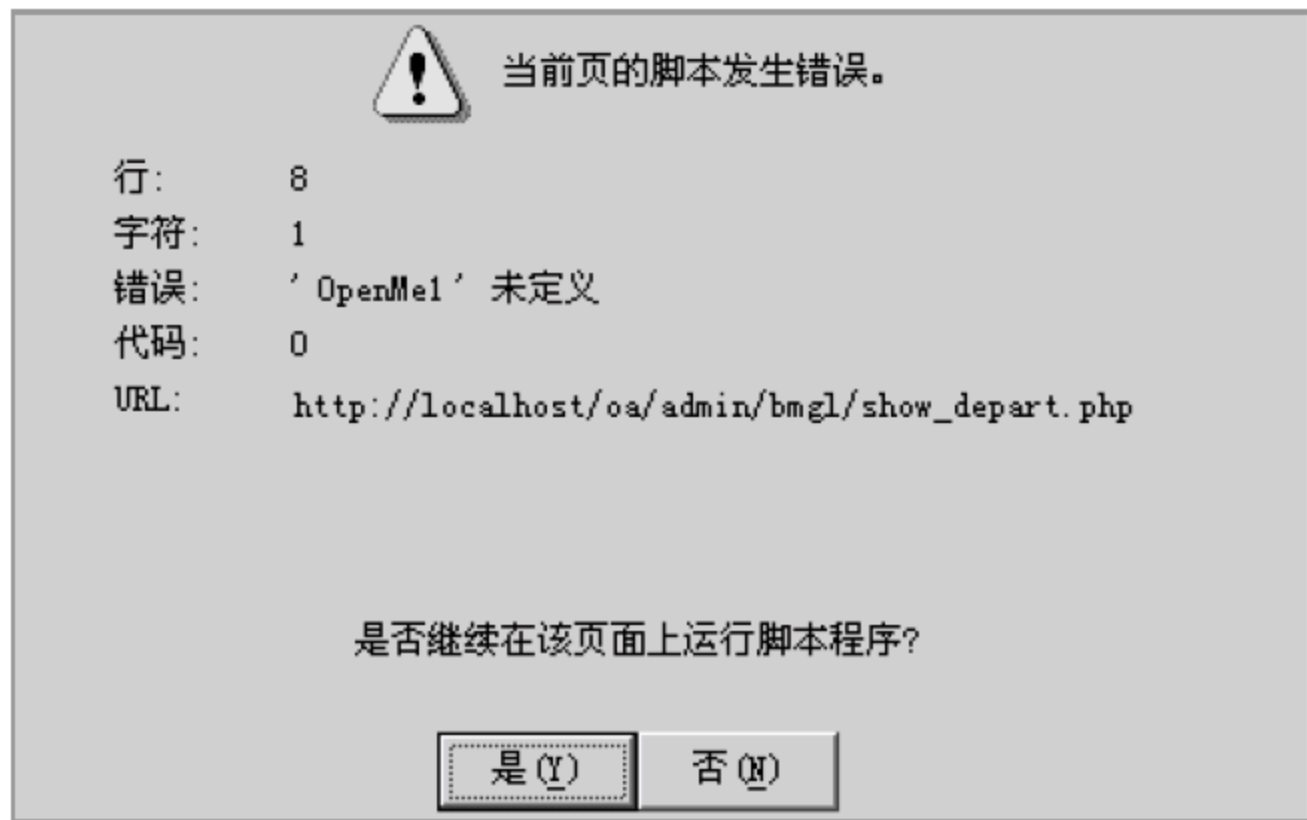 当前页的脚本发生错误。
行: 8
字符: 1
错误: ' OpenMe1 ' 未定义
代码: 0
URL: http://localhost/oa/admin/bmgl/show_depart.php
是否继续在该页面上运行脚本程序?
是(Y) 否(N)